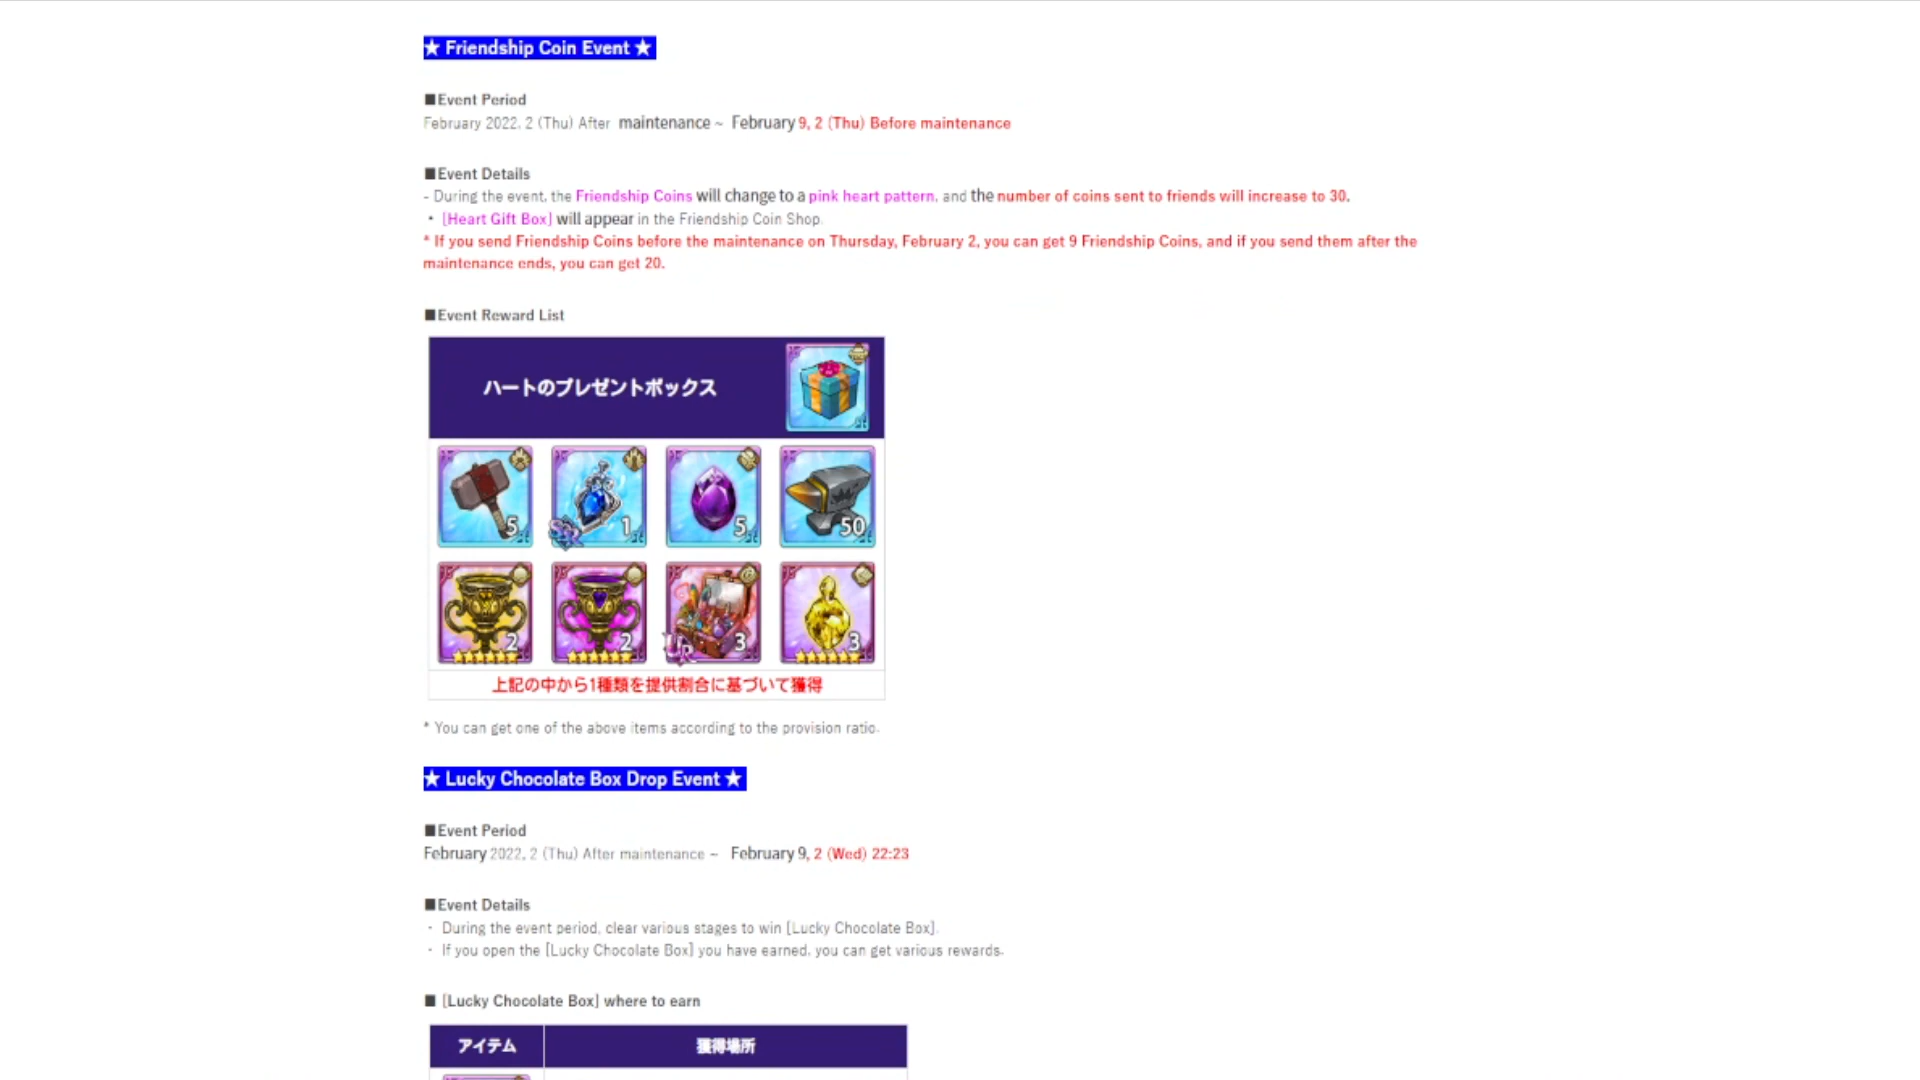 ★ Friendship Coin Event ★
■Event Period
February 2022. 2 (Thu) After maintenance ~ February 9, 2 (Thu) Before maintenance
■Event Details
- During the event, the Friendship Coins will change to a pink heart pattern, and the number of coins sent to friends will increase to 30.
・ [Heart Gift Box] will appear in the Friendship Coin Shop.
* If you send Friendship Coins before the maintenance on Thursday, February 2, you can get 9 Friendship Coins, and if you send them after the
maintenance ends, you can get 20.
■Event Reward List
ハートのプレゼントボックス
5 SR 1 5 50
2 2 UR 3 3
上記の中から1種類を提供割合に基づいて獲得
* You can get one of the above items according to the provision ratio.
★ Lucky Chocolate Box Drop Event ★
■Event Period
February 2022. 2 (Thu) After maintenance ~ February 9, 2 (Wed) 22:23
■Event Details
・ During the event period, clear various stages to win [Lucky Chocolate Box].
・ If you open the [Lucky Chocolate Box] you have earned, you can get various rewards.
■ [Lucky Chocolate Box] where to earn
アイテム 獲得場所